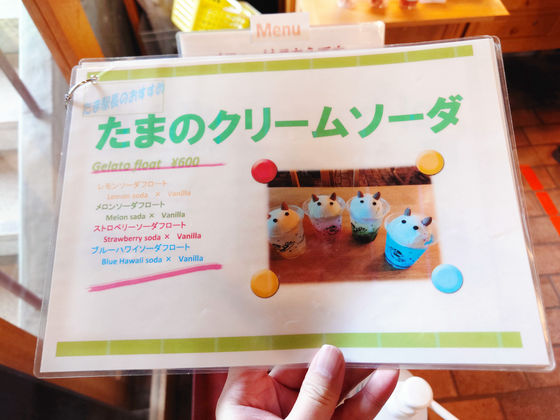 Menu
たま駅長のおすすめ
たまのクリームソーダ
Gelato float ¥600
レモンソーダフロート
Lemon soda × Vanilla
メロンソーダフロート
Melon sada × Vanilla
ストロベリーソーダフロート
Strawberry soda × Vanilla
ブルーハワイソーダフロート
Blue Hawaii soda × Vanilla